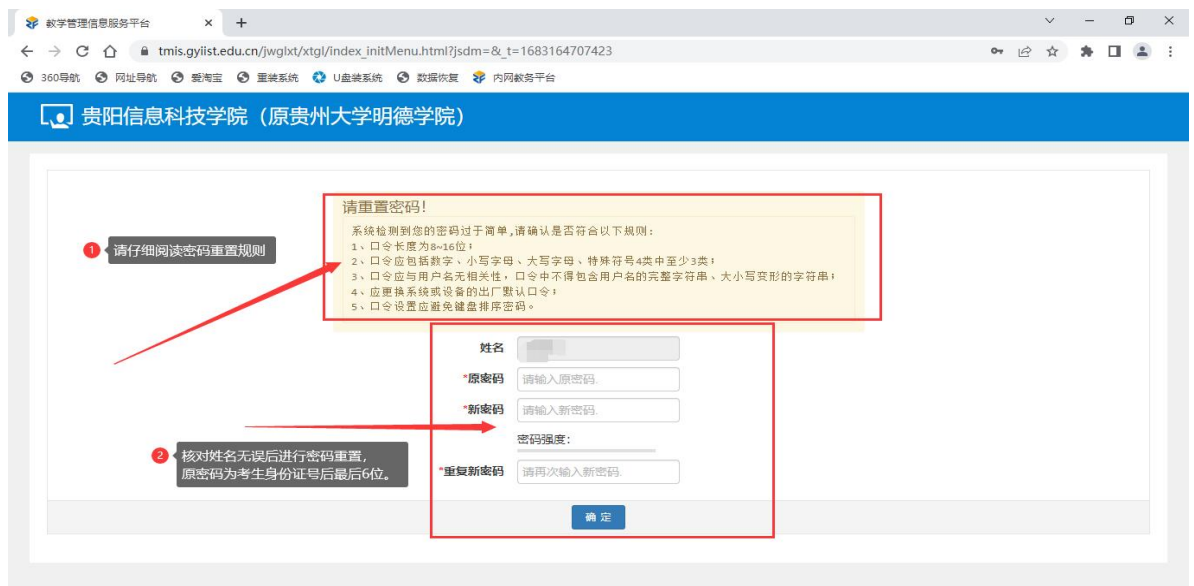 教学管理信息服务平台
tmis.gyiist.edu.cn/jwglxt/xtgl/index_initMenu.html?jsdm=&_t=1683164707423
360导航 网址导航 爱淘宝 重装系统 U盘装系统 数据恢复 内网教务平台
贵阳信息科技学院（原贵州大学明德学院）
请重置密码！
系统检测到您的密码过于简单,请确认是否符合以下规则:
1、口令长度为8~16位；
1 请仔细阅读密码重置规则
2、口令应包括数字、小写字母、大写字母、特殊符号4类中至少3类；
3、口令应与用户名无相关性，口令中不得包含用户名的完整字符串、大小写变形的字符串；
4、应更换系统或设备的出厂默认口令；
5、口令设置应避免键盘排序密码。
姓名
*原密码 请输入原密码.
*新密码 请输入新密码.
密码强度：
2 核对姓名无误后进行密码重置，
原密码为考生身份证号后最后6位。
*重复新密码 请再次输入新密码.
确 定